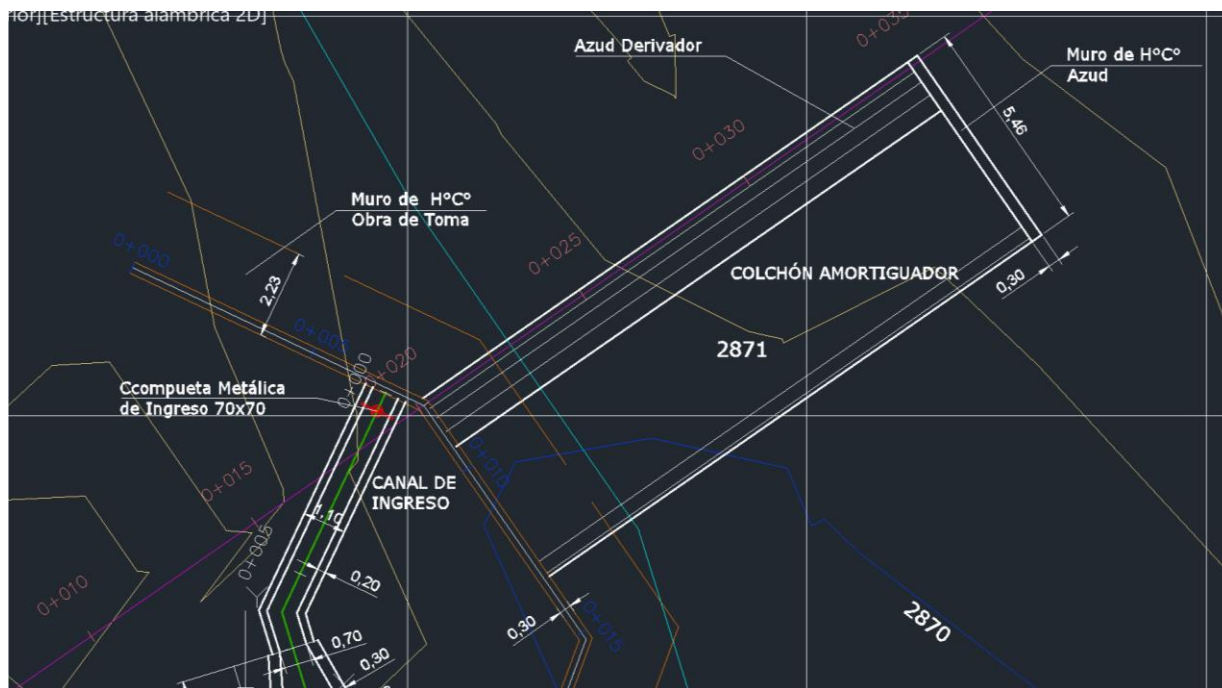 ior][Estructura alámbrica 2D]
0+035
Azud Derivador
Muro de H°C°
Azud
5,46
0+030
Muro de H°C°
Obra de Toma
0+000
0+025
COLCHÓN AMORTIGUADOR
0,30
2,23
0+005
2871
0+000
0+020
Ccompueta Metálica
de Ingreso 70x70
0+010
0+015
CANAL DE
INGRESO
1,10
0+005
0,20
0+010
0,30
0+015
2870
0,70
0,30